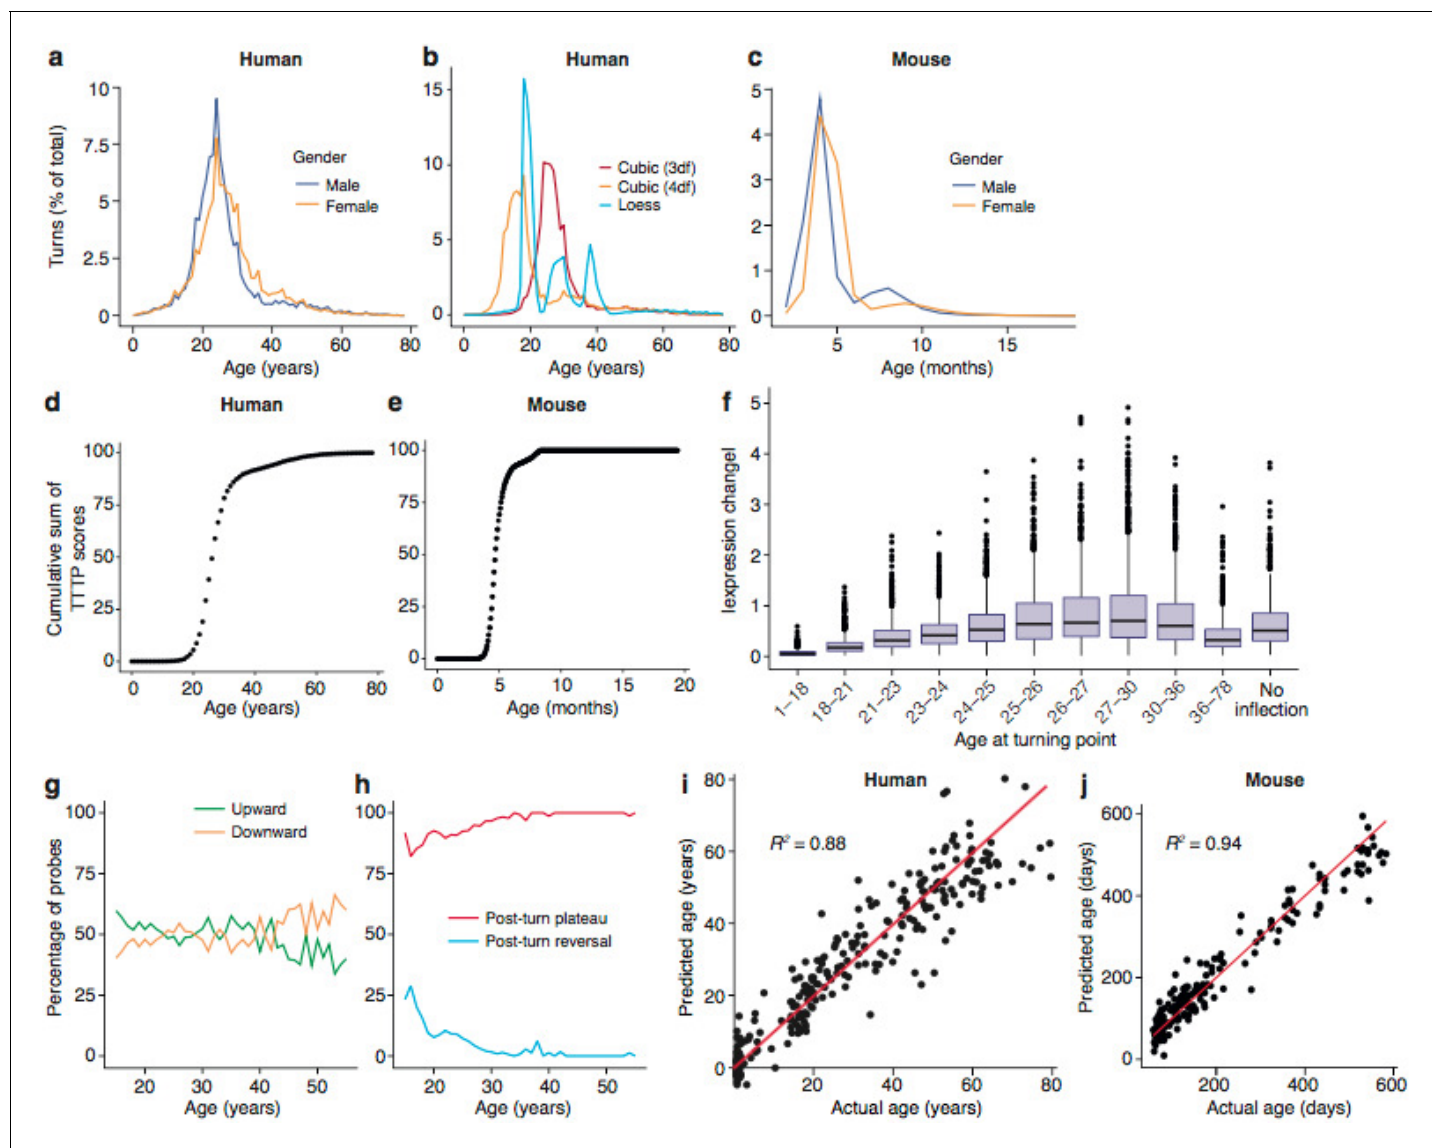 a Human
b Human
c Mouse
10
7.5
5
2.5
0
Turns (% of total)
Gender
Male
Female
0 20 40 60 80
Age (years)
15
10
5
0
Cubic (3df)
Cubic (4df)
Loess
0 20 40 60 80
Age (years)
5
4
3
2
1
0
Gender
Male
Female
5 10 15
Age (months)
d Human
e Mouse
f
100
75
50
25
0
Cumulative sum of
TTTP scores
0 20 40 60 80
Age (years)
100
75
50
25
0
0 5 10 15 20
Age (months)
5
4
3
2
1
0
lexpression changel
1–18
18–21
21–23
23–24
24–25
25–26
26–27
27–30
30–36
36–78
No
inflection
Age at turning point
g
h
i Human
j Mouse
100
75
50
25
0
Percentage of probes
Upward
Downward
20 30 40 50
Age (years)
100
75
50
25
0
Post-turn plateau
Post-turn reversal
20 30 40 50
Age (years)
80
60
40
20
0
Predicted age (years)
R² = 0.88
20 40 60 80
Actual age (years)
600
400
200
0
Predicted age (days)
R² = 0.94
200 400 600
Actual age (days)